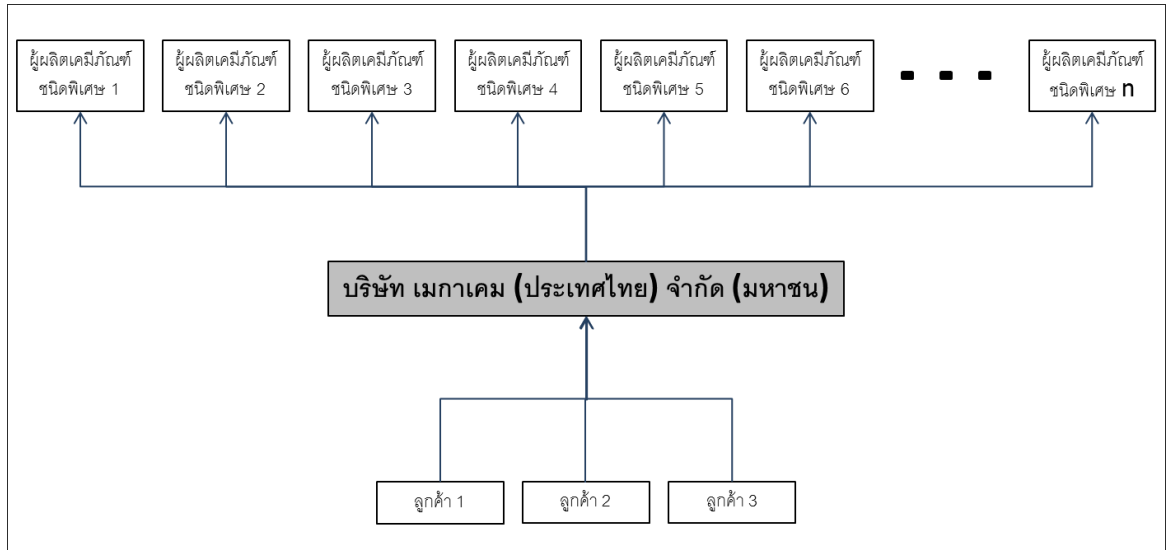 ผู้ผลิตเคมีภัณฑ์
ชนิดพิเศษ 1
ผู้ผลิตเคมีภัณฑ์
ชนิดพิเศษ 2
ผู้ผลิตเคมีภัณฑ์
ชนิดพิเศษ 3
ผู้ผลิตเคมีภัณฑ์
ชนิดพิเศษ 4
ผู้ผลิตเคมีภัณฑ์
ชนิดพิเศษ 5
ผู้ผลิตเคมีภัณฑ์
ชนิดพิเศษ 6
- - -
ผู้ผลิตเคมีภัณฑ์
ชนิดพิเศษ n
บริษัท เมกาเคม (ประเทศไทย) จำกัด (มหาชน)
ลูกค้า 1
ลูกค้า 2
ลูกค้า 3